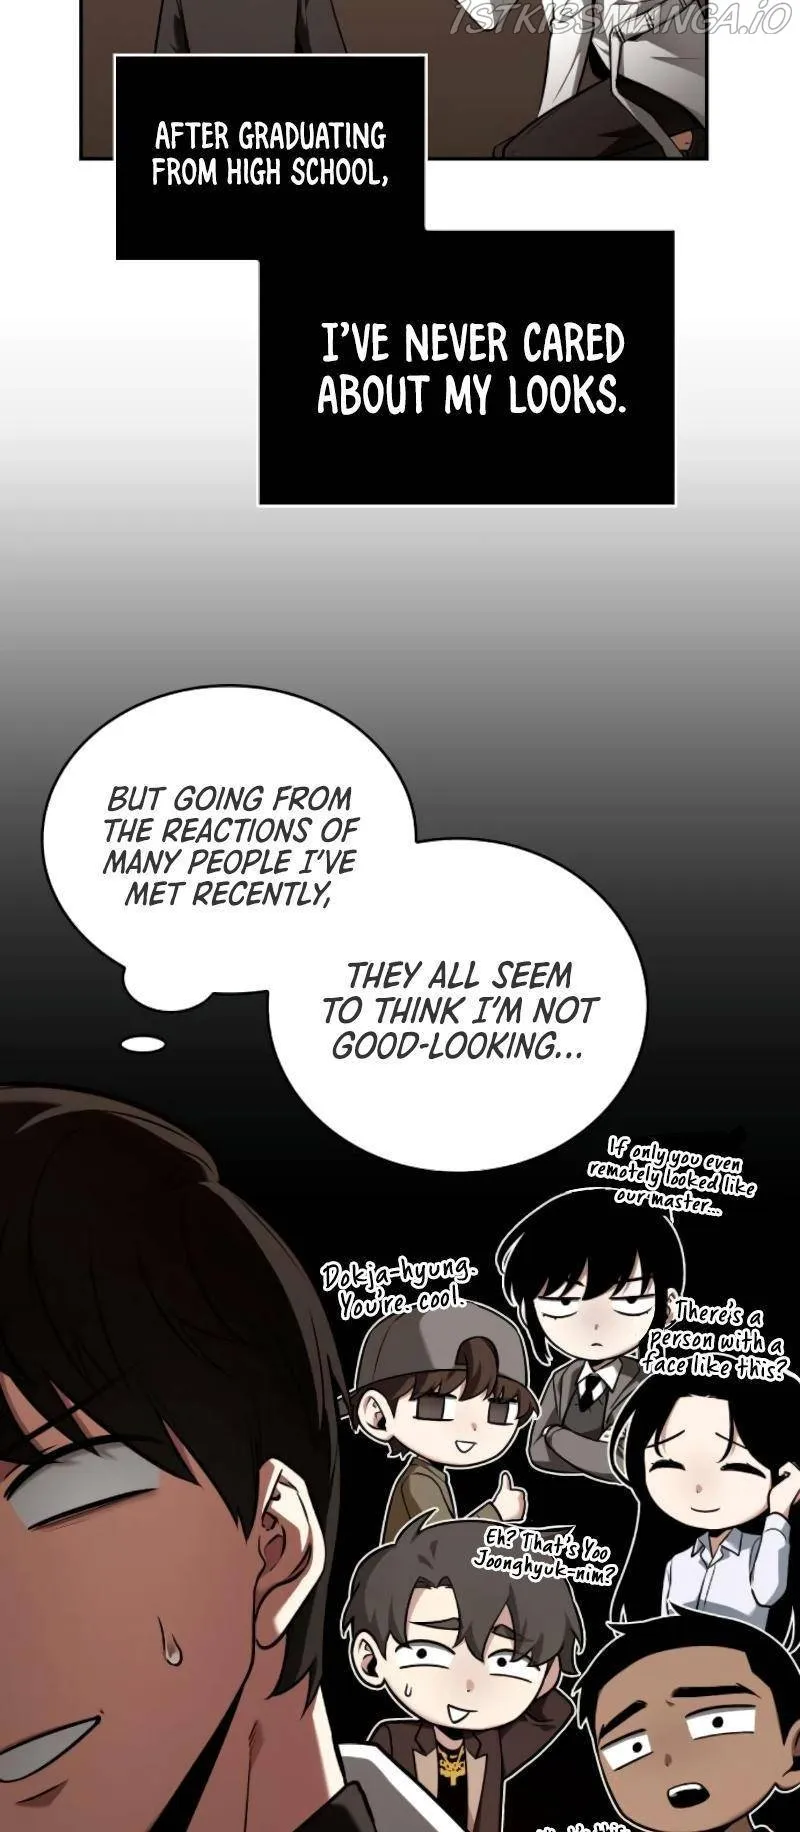 1STKISSMANGA.IO
AFTER GRADUATING
FROM HIGH SCHOOL,
I'VE NEVER CARED
ABOUT MY LOOKS.
BUT GOING FROM
THE REACTIONS OF
MANY PEOPLE I'VE
MET RECENTLY,
THEY ALL SEEM
TO THINK I'M NOT
GOOD-LOOKING...
If only you even
remotely looked like
our master...
Dokja-hyung.
You're. cool.
There's a
person with a
face like this?
Eh? That's Yoo
Joonghyuk-nim?